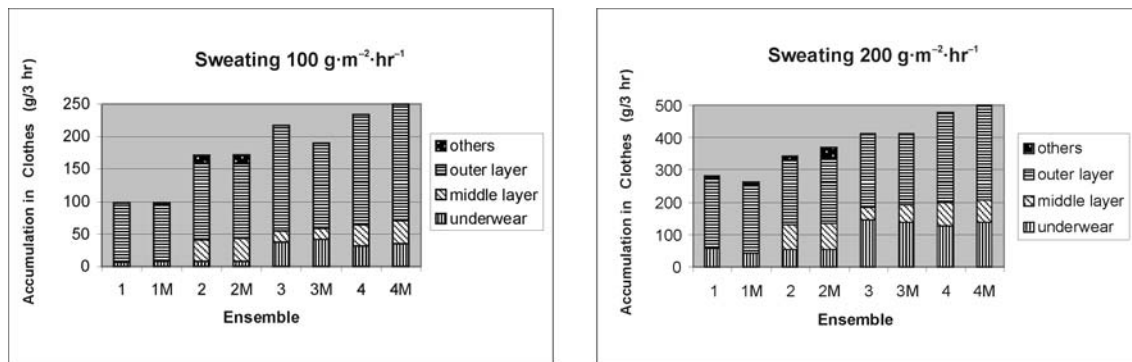 Sweating 100 g·m⁻²·hr⁻¹
Accumulation in Clothes (g/3 hr)
250
200
150
100
50
0
1 1M 2 2M 3 3M 4 4M
Ensemble
others
outer layer
middle layer
underwear
Sweating 200 g·m⁻²·hr⁻¹
Accumulation in Clothes (g/3 hr)
500
400
300
200
100
0
1 1M 2 2M 3 3M 4 4M
Ensemble
others
outer layer
middle layer
underwear